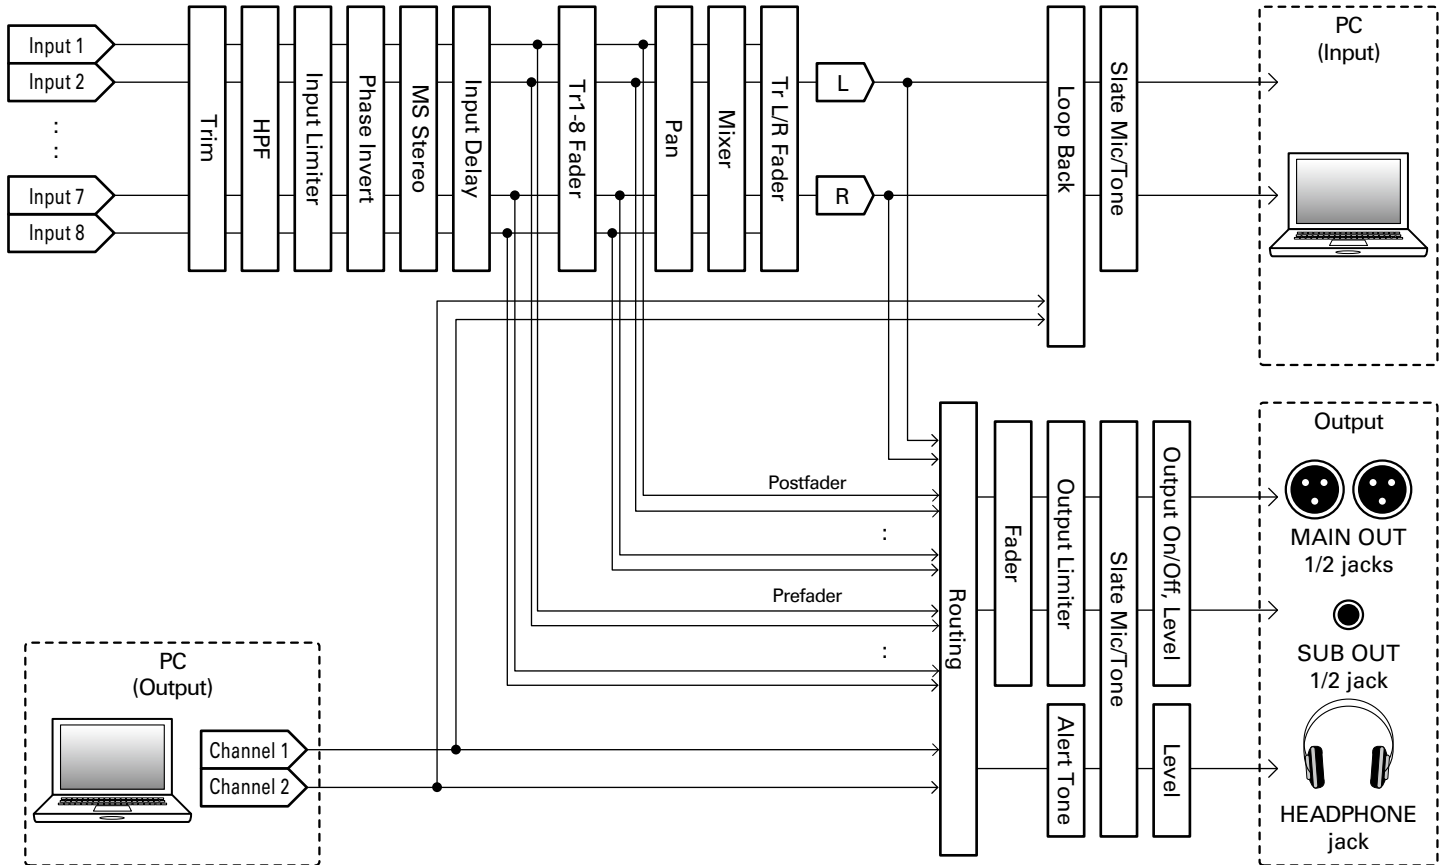 Input 1
Input 2
:
:
Input 7
Input 8
Trim
HPF
Input Limiter
Phase Invert
MS Stereo
Input Delay
Tr1-8 Fader
Pan
Mixer
Tr L/R Fader
L
R
Loop Back
Slate Mic/Tone
PC
(Input)
Postfader
:
Prefader
:
Routing
Fader
Output Limiter
Alert Tone
Slate Mic/Tone
Output On/Off, Level
Level
Output
MAIN OUT
1/2 jacks
SUB OUT
1/2 jack
HEADPHONE
jack
PC
(Output)
Channel 1
Channel 2